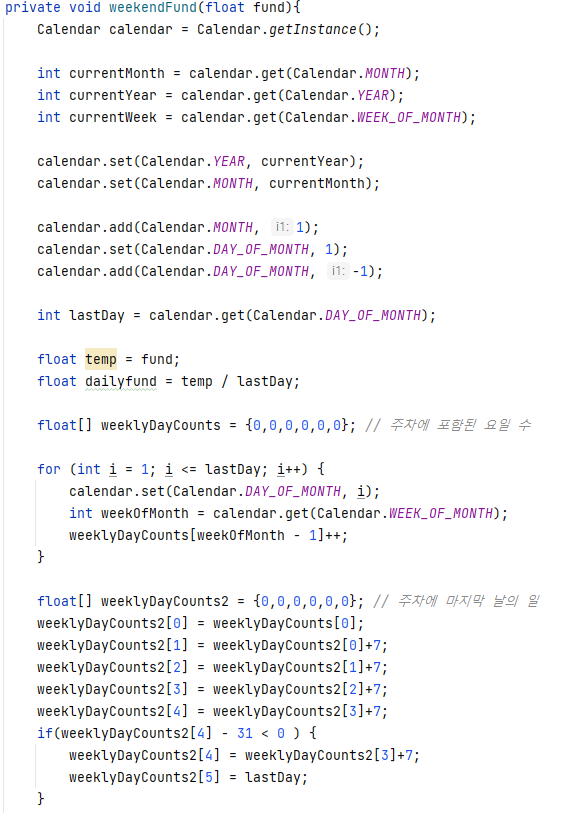 private void weekendFund(float fund){
Calendar calendar = Calendar.getInstance();
int currentMonth = calendar.get(Calendar.MONTH);
int currentYear = calendar.get(Calendar.YEAR);
int currentWeek = calendar.get(Calendar.WEEK_OF_MONTH);
calendar.set(Calendar.YEAR, currentYear);
calendar.set(Calendar.MONTH, currentMonth);
calendar.add(Calendar.MONTH, i1: 1);
calendar.set(Calendar.DAY_OF_MONTH, 1);
calendar.add(Calendar.DAY_OF_MONTH, i1: -1);
int lastDay = calendar.get(Calendar.DAY_OF_MONTH);
float temp = fund;
float dailyfund = temp / lastDay;
float[] weeklyDayCounts = {0,0,0,0,0,0}; // 주차에 포함된 요일 수
for (int i = 1; i <= lastDay; i++) {
calendar.set(Calendar.DAY_OF_MONTH, i);
int weekOfMonth = calendar.get(Calendar.WEEK_OF_MONTH);
weeklyDayCounts[weekOfMonth - 1]++;
}
float[] weeklyDayCounts2 = {0,0,0,0,0,0}; // 주차에 마지막 날의 일
weeklyDayCounts2[0] = weeklyDayCounts[0];
weeklyDayCounts2[1] = weeklyDayCounts2[0]+7;
weeklyDayCounts2[2] = weeklyDayCounts2[1]+7;
weeklyDayCounts2[3] = weeklyDayCounts2[2]+7;
weeklyDayCounts2[4] = weeklyDayCounts2[3]+7;
if(weeklyDayCounts2[4] - 31 < 0 ) {
weeklyDayCounts2[4] = weeklyDayCounts2[3]+7;
weeklyDayCounts2[5] = lastDay;
}